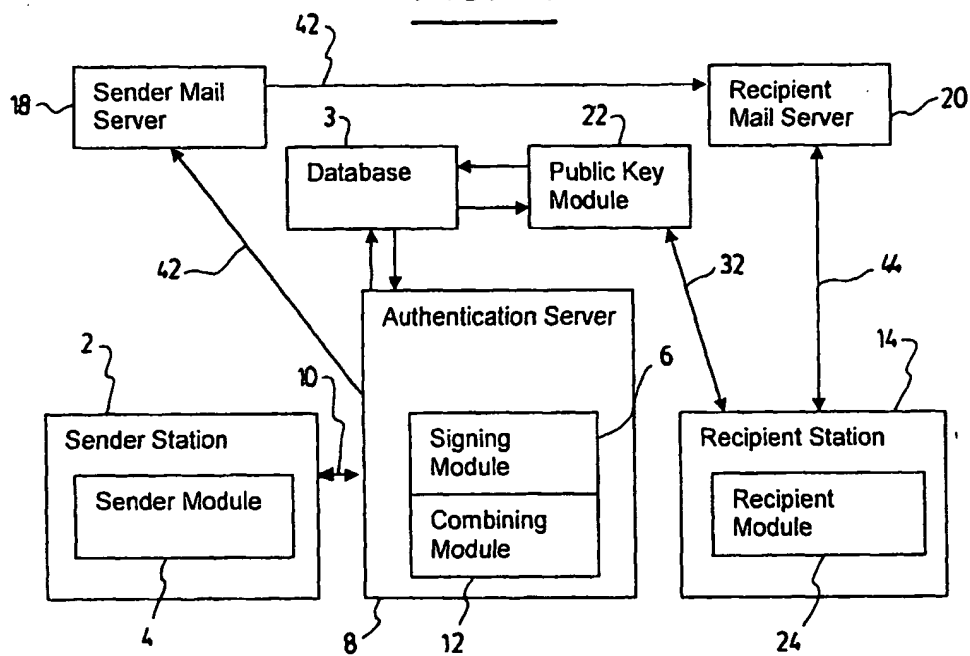 42
18
Sender Mail
Server
Recipient
Mail Server
20
3
22
Database
Public Key
Module
42
32
44
Authentication Server
2
10
6
14
Sender Station
Signing
Module
Recipient Station
Sender Module
Combining
Module
Recipient
Module
4
8
12
24